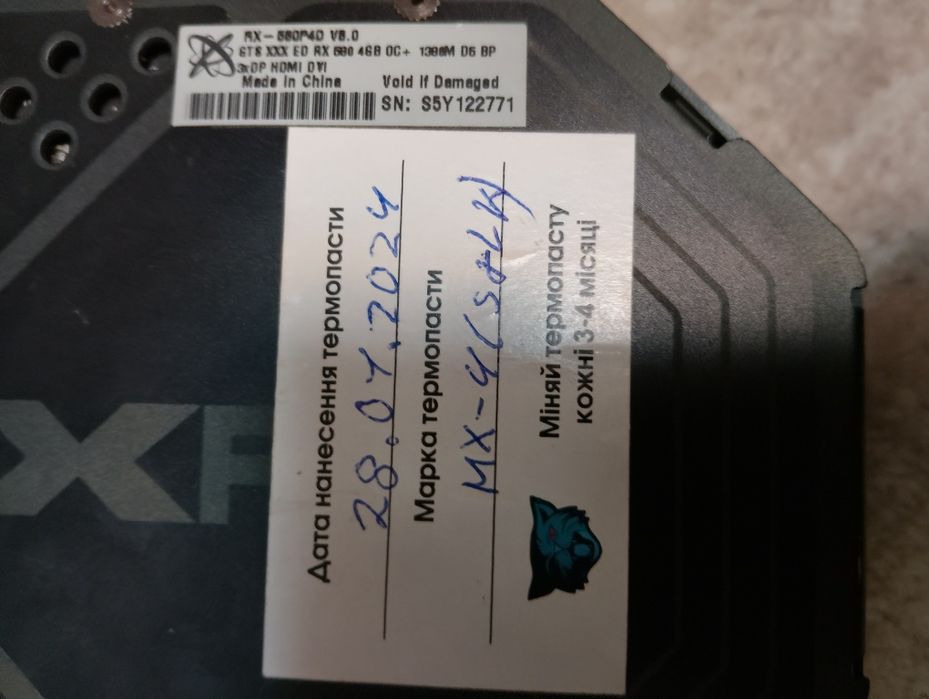 RX-580P4D V6.0
GTS XXX ED RX 580 4GB OC+ 1386M D5 BP
3xDP HDMI DVI
Made in China Void If Damaged
SN: S5Y122771
Дата нанесення термопасти
28.04.2024
Марка термопасти
MX-4
Міняй термопасту
кожні 3-4 місяці
XF